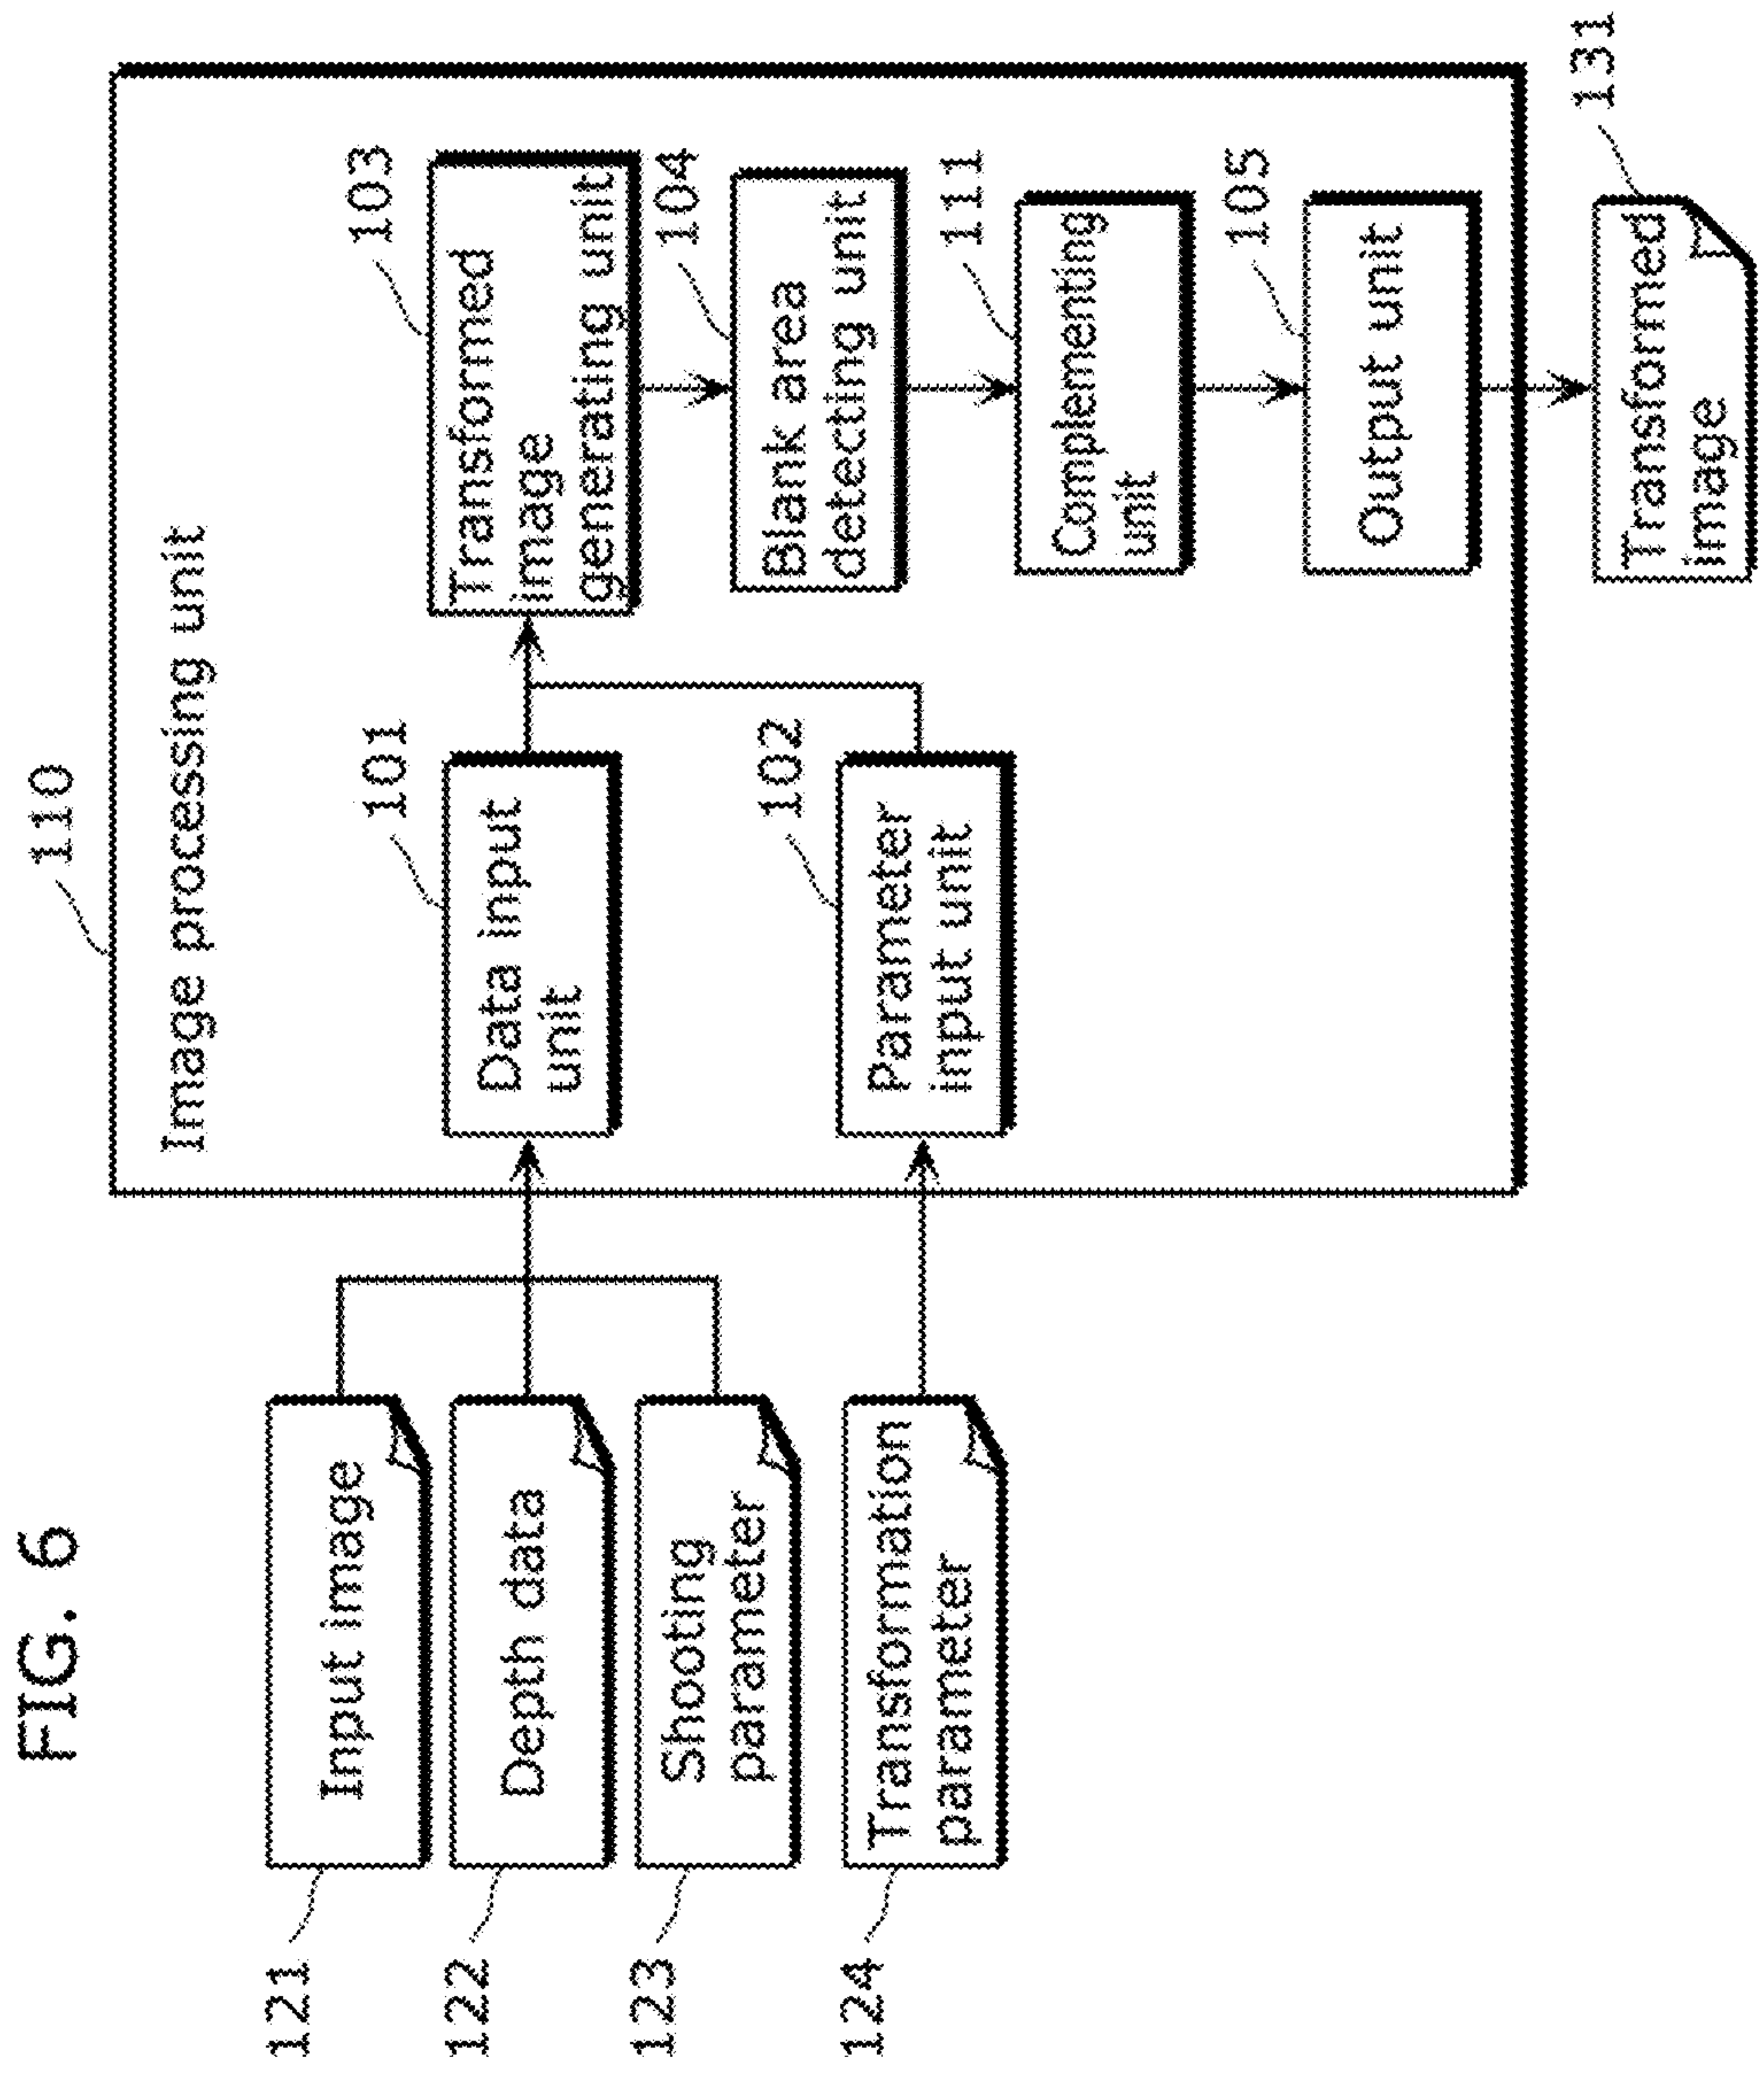 FIG. 6
110
Image processing unit
121
Input image
122
Depth data
123
Shooting
parameter
124
Transformation
parameter
101
Data input
unit
102
Parameter
input unit
103
Transformed
image
generating unit
104
Blank area
detecting unit
111
Complementing
unit
105
Output unit
131
Transformed
image